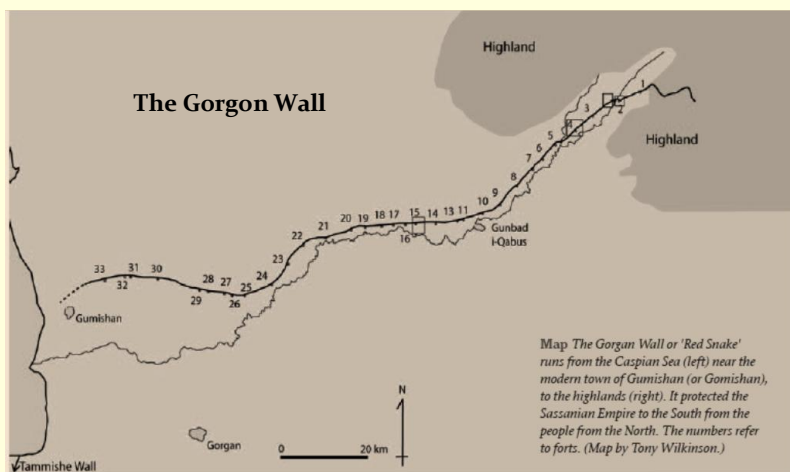 The Gorgon Wall
Highland
Highland
1
2
3
4
5
6
7
8
9
10
11
13
14
15
16
17
18
19
20
21
22
23
24
25
26
27
28
29
30
31
32
33
Gunbad
i-Qabus
Gumishan
Gorgan
Tammishe Wall
N
0 20 km
Map The Gorgan Wall or 'Red Snake'
runs from the Caspian Sea (left) near the
modern town of Gumishan (or Gomishan),
to the highlands (right). It protected the
Sassanian Empire to the South from the
people from the North. The numbers refer
to forts. (Map by Tony Wilkinson.)